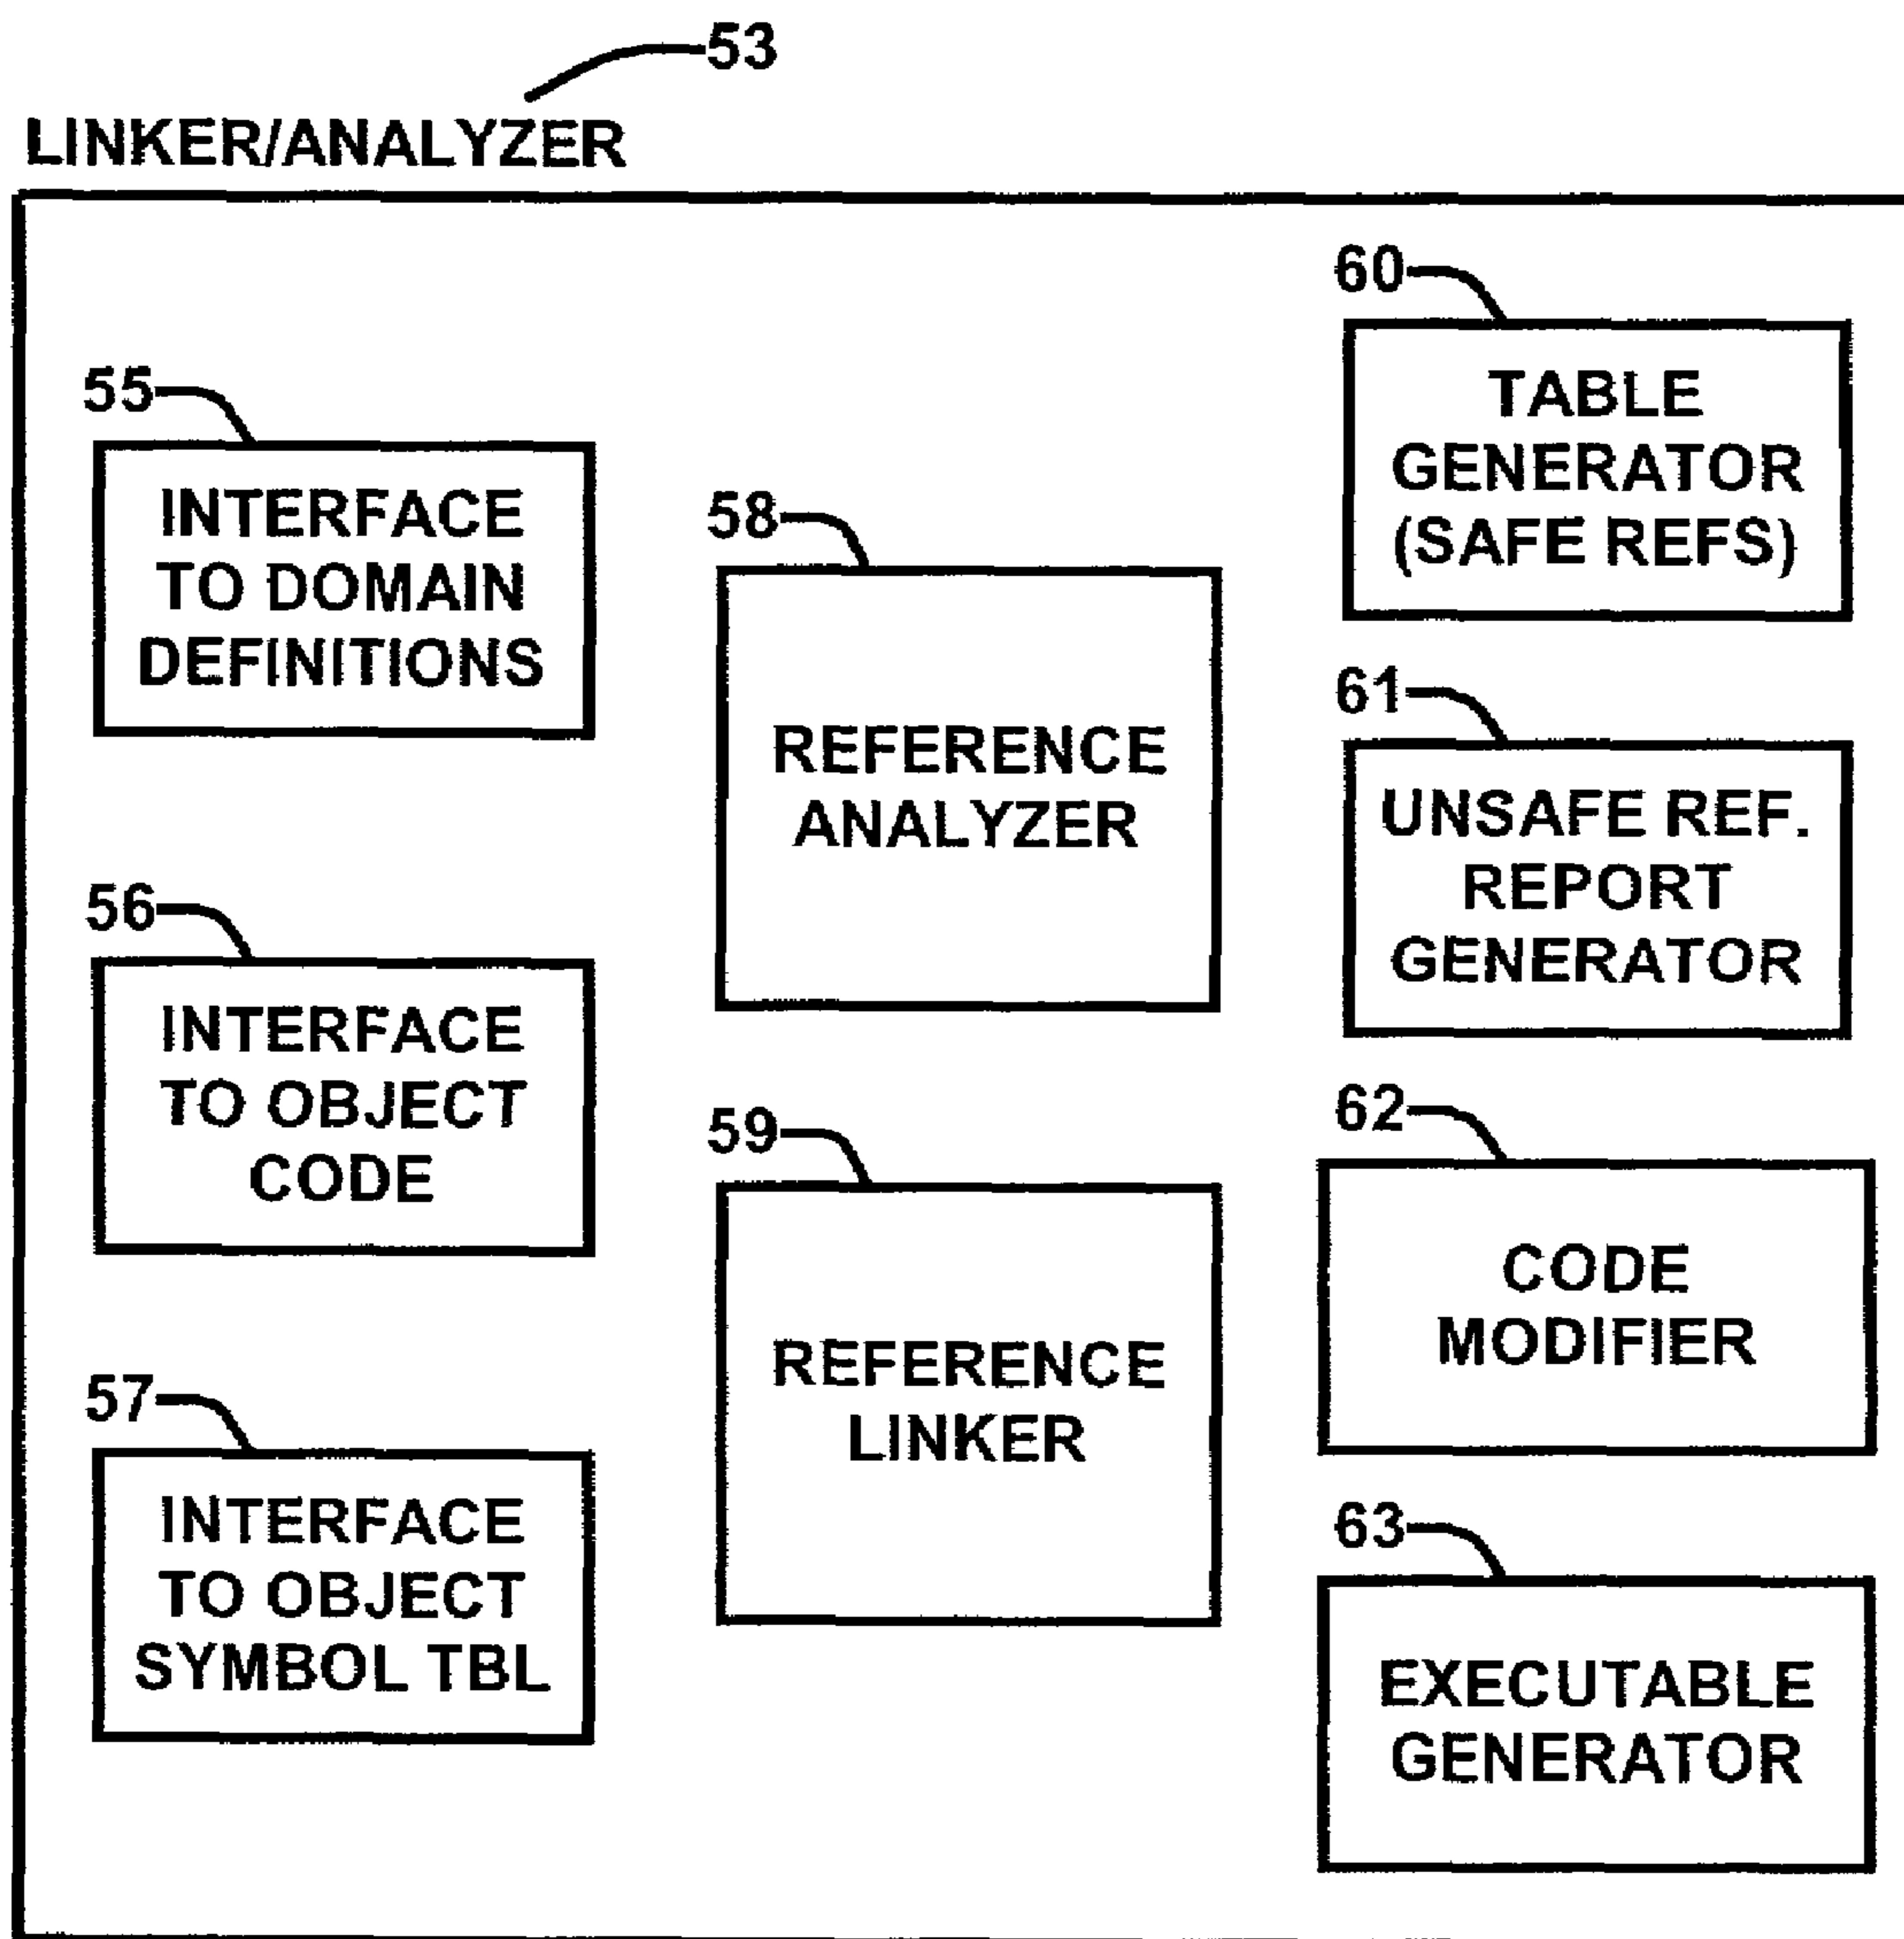 53
LINKER/ANALYZER
55
INTERFACE
TO DOMAIN
DEFINITIONS
56
INTERFACE
TO OBJECT
CODE
57
INTERFACE
TO OBJECT
SYMBOL TBL
58
REFERENCE
ANALYZER
59
REFERENCE
LINKER
60
TABLE
GENERATOR
(SAFE REFS)
61
UNSAFE REF.
REPORT
GENERATOR
62
CODE
MODIFIER
63
EXECUTABLE
GENERATOR